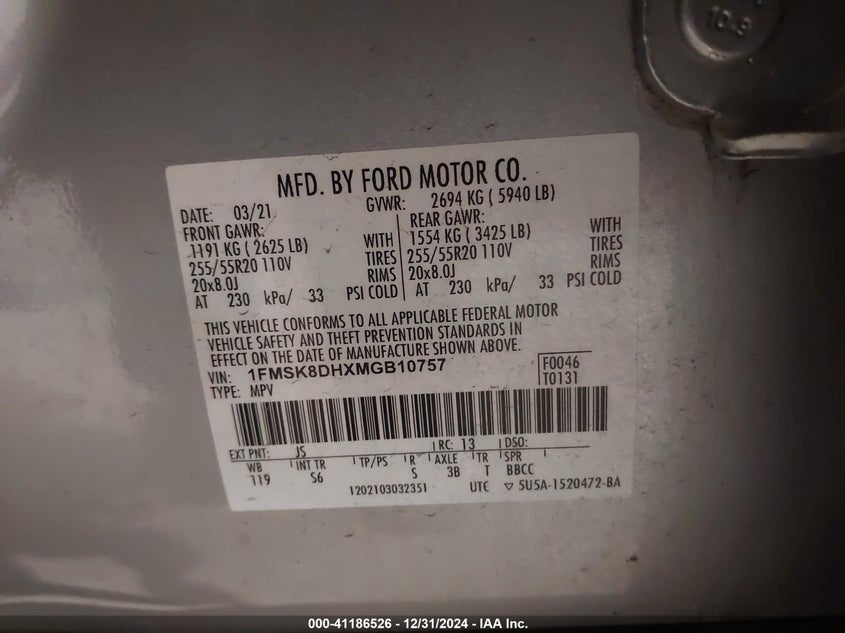 10-8
MFD. BY FORD MOTOR CO.
DATE: 03/21 GVWR: 2694 KG ( 5940 LB)
FRONT GAWR: REAR GAWR:
1191 KG ( 2625 LB) WITH 1554 KG ( 3425 LB) WITH
255/55R20 110V TIRES 255/55R20 110V TIRES
20x8.0J RIMS 20x8.0J RIMS
AT 230 kPa/ 33 PSI COLD AT 230 kPa/ 33 PSI COLD
THIS VEHICLE CONFORMS TO ALL APPLICABLE FEDERAL MOTOR
VEHICLE SAFETY AND THEFT PREVENTION STANDARDS IN
EFFECT ON THE DATE OF MANUFACTURE SHOWN ABOVE.
VIN: 1FMSK8DHXMGB10757 F0046
TYPE: MPV T0131
EXT PNT: JS RC: 13 DSO:
WB INT TR TP/PS R AXLE TR SPR
119 S6 S 3B T BBCC
1202103032351 UTC ▽ 5U5A-1520472-BA
000-41186526 - 12/31/2024 - IAA Inc.